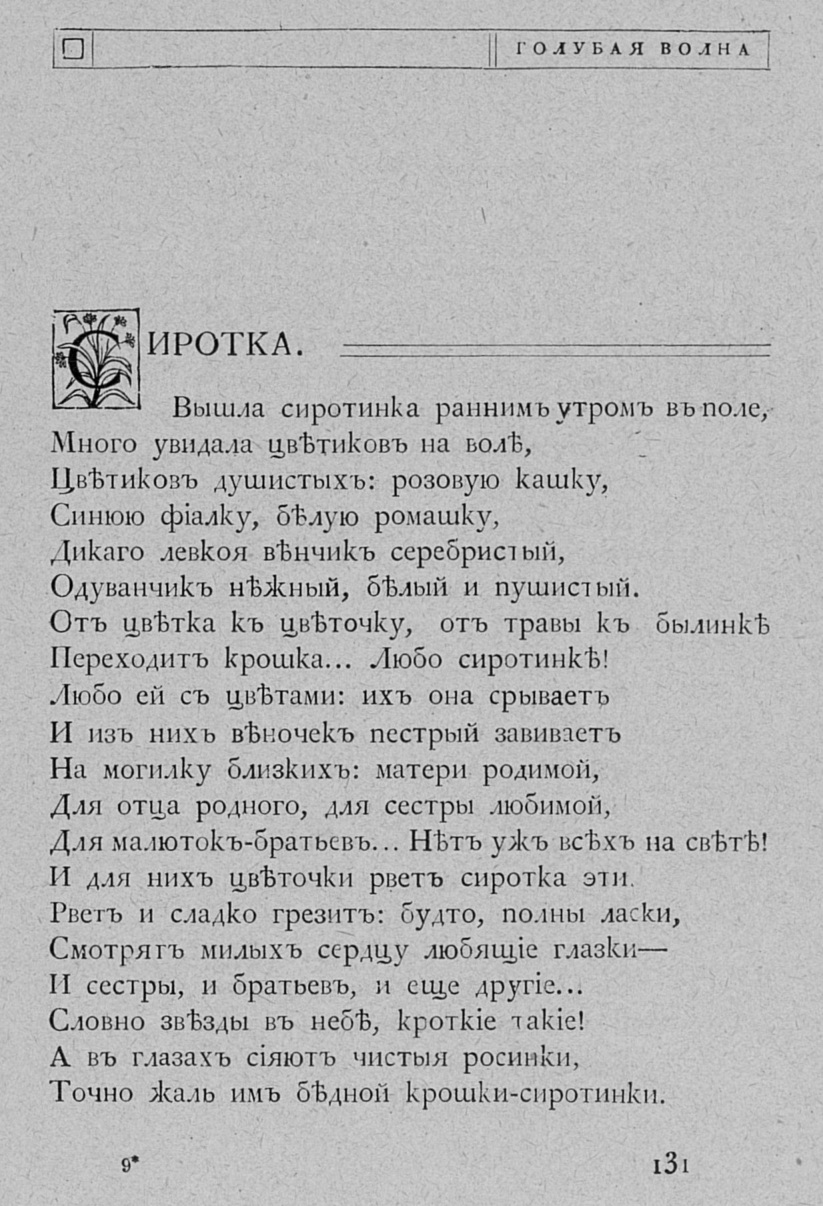 ГОЛУБАЯ ВОЛНА
СИРОТКА.
Вышла сиротинка раннимъ утромъ въ поле,
Много увидала цвѣтиковъ на волѣ,
Цвѣтиковъ душистыхъ: розовую кашку,
Синюю фіалку, бѣлую ромашку,
Дикаго левкоя вѣнчикъ серебристый,
Одуванчикъ нѣжный, бѣлый и пушистый.
Отъ цвѣтка къ цвѣточку, отъ травы къ былинкѣ
Переходитъ крошка... Любо сиротинкѣ!
Любо ей съ цвѣтами: ихъ она срываетъ
И изъ нихъ вѣночекъ пестрый завиваетъ
На могилку близкихъ: матери родимой,
Для отца родного, для сестры любимой,
Для малютокъ-братьевъ... Нѣтъ ужъ всѣхъ на свѣтѣ!
И для нихъ цвѣточки рветъ сиротка эти.
Рветъ и сладко грезитъ: будто, полны ласки,
Смотрятъ милыхъ сердцу любящіе глазки—
И сестры, и братьевъ, и еще другіе...
Словно звѣзды въ небѣ, кроткіе такіе!
А въ глазахъ сіяютъ чистыя росинки,
Точно жаль имъ бѣдной крошки-сиротинки.
9*
131